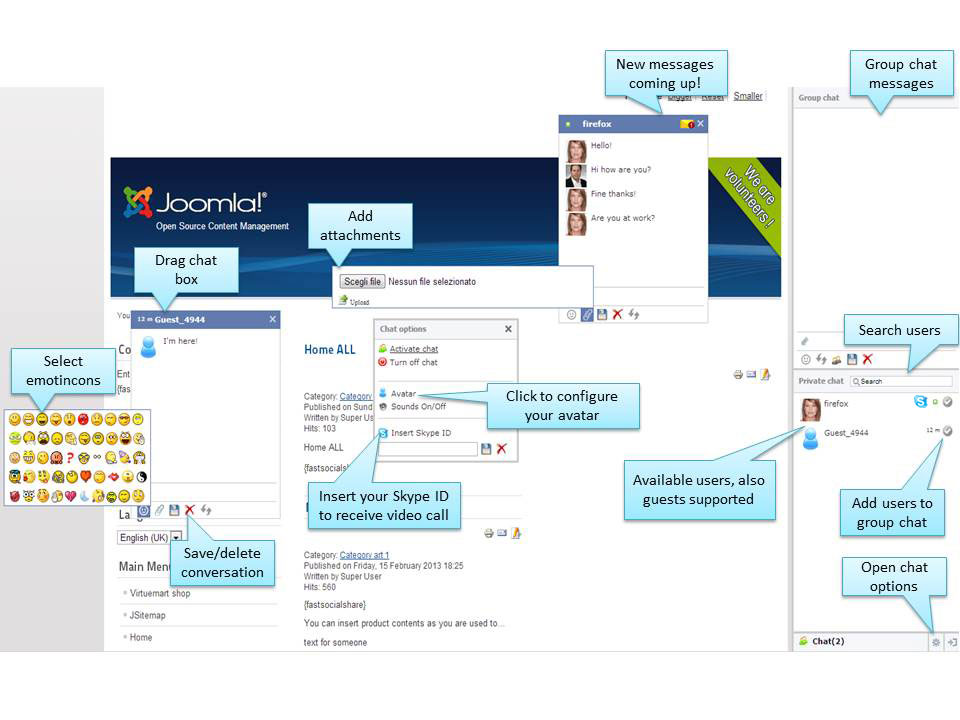 New messages
coming up!
Group chat
messages
Bigger Reset Smaller
Group chat
firefox
Hello!
Hi how are you?
Fine thanks!
Are you at work?
We are
volunteers!
Joomla!®
Open Source Content Management
Add
attachments
Scegli file Nessun file selezionato
Upload
Drag chat
box
You
12 m Guest_4944
I'm here!
Co
Ent
{fas
Select
emotincons
Chat options
Activate chat
Turn off chat
Avatar
Sounds On/Off
Insert Skype ID
Click to configure
your avatar
Home ALL
Category: Category
Published on Sund
Written by Super Us
Hits: 103
Home ALL
{fastsocialsha
Insert your Skype ID
to receive video call
Search users
Private chat Search
firefox
Guest_4944
12 m
Available users, also
guests supported
Add users to
group chat
Open chat
options
La
English (UK)
Save/delete
conversation
Main Men
Virtuemart shop
JSitemap
Home
Category: Category art 1
Published on Friday, 15 February 2013 18:25
Written by Super User
Hits: 560
{fastsocialshare}
You can insert product contents as you are used to...
text for someone
Chat(2)